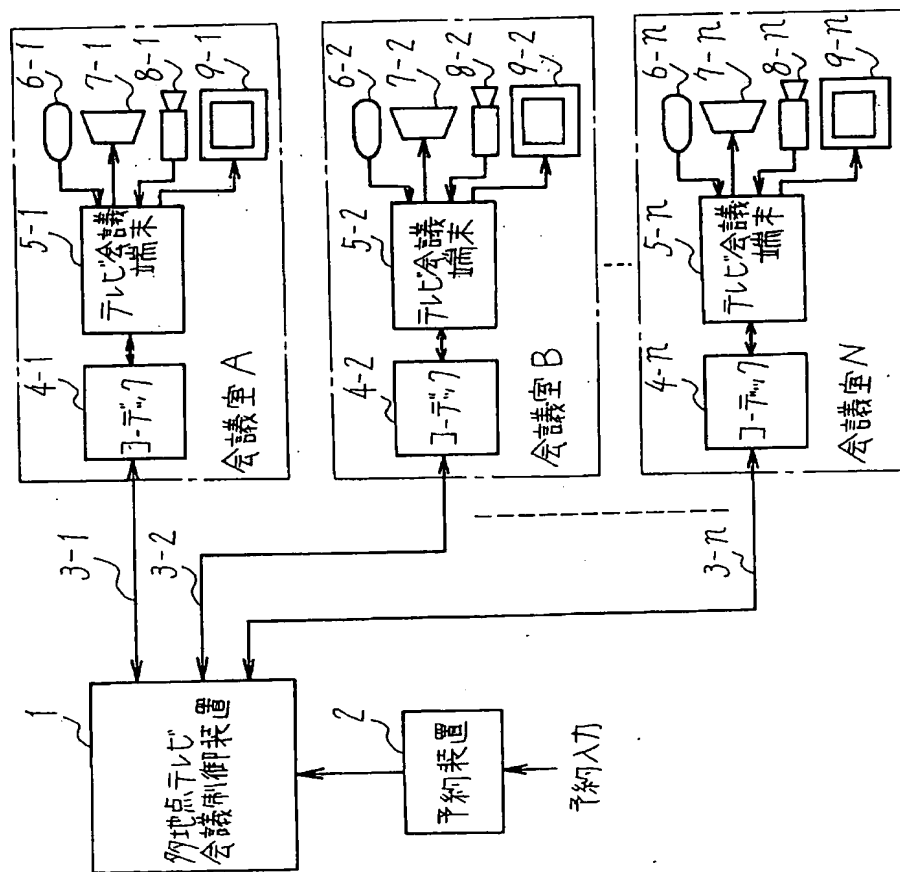 1
多地点テレビ
会議制御装置
2
予約装置
予約入力
3-1
3-2
3-n
4-1
コーデック
5-1
テレビ会議
端末
6-1
7-1
8-1
9-1
会議室 A
4-2
コーデック
5-2
テレビ会議
端末
6-2
7-2
8-2
9-2
会議室 B
4-n
コーデック
5-n
テレビ会議
端末
6-n
7-n
8-n
9-n
会議室 N